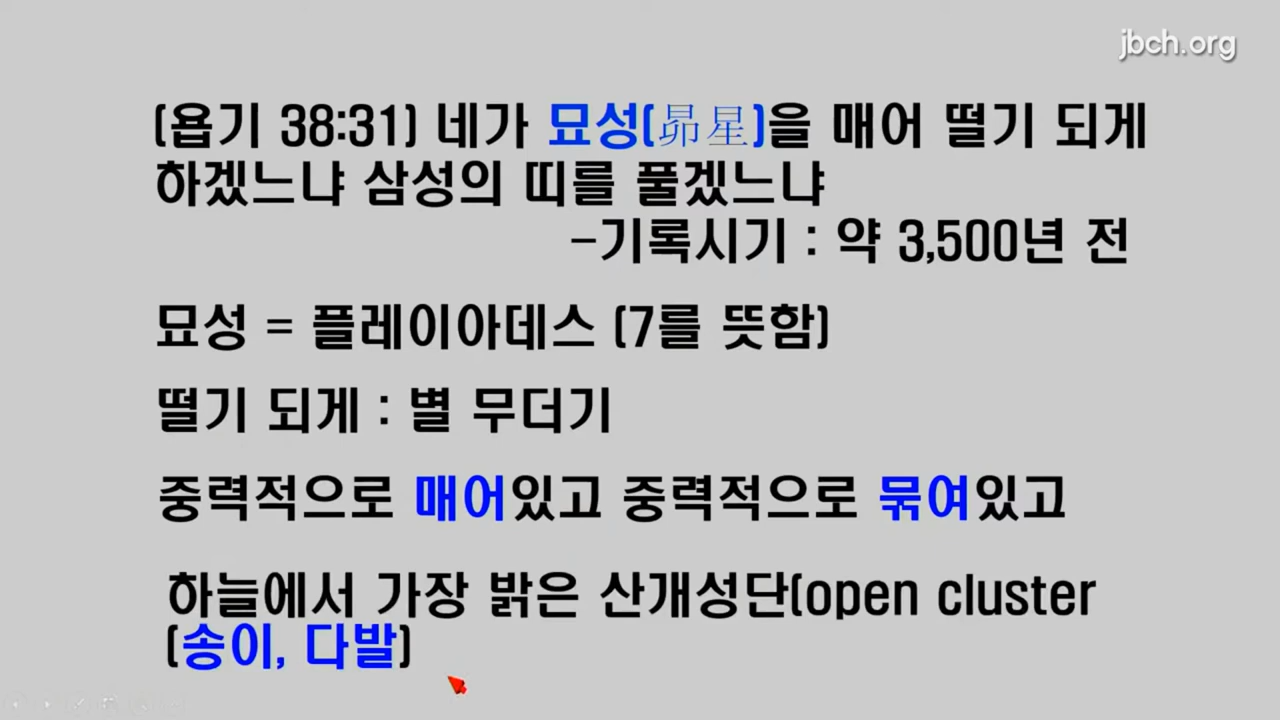 jbch.org
(욥기 38:31) 네가 묘성(昴星)을 매어 떨기 되게
하겠느냐 삼성의 띠를 풀겠느냐
-기록시기 : 약 3,500년 전
묘성 = 플레이아데스 (7를 뜻함)
떨기 되게 : 별 무더기
중력적으로 매어있고 중력적으로 묶여있고
하늘에서 가장 밝은 산개성단(open cluster
(송이, 다발)